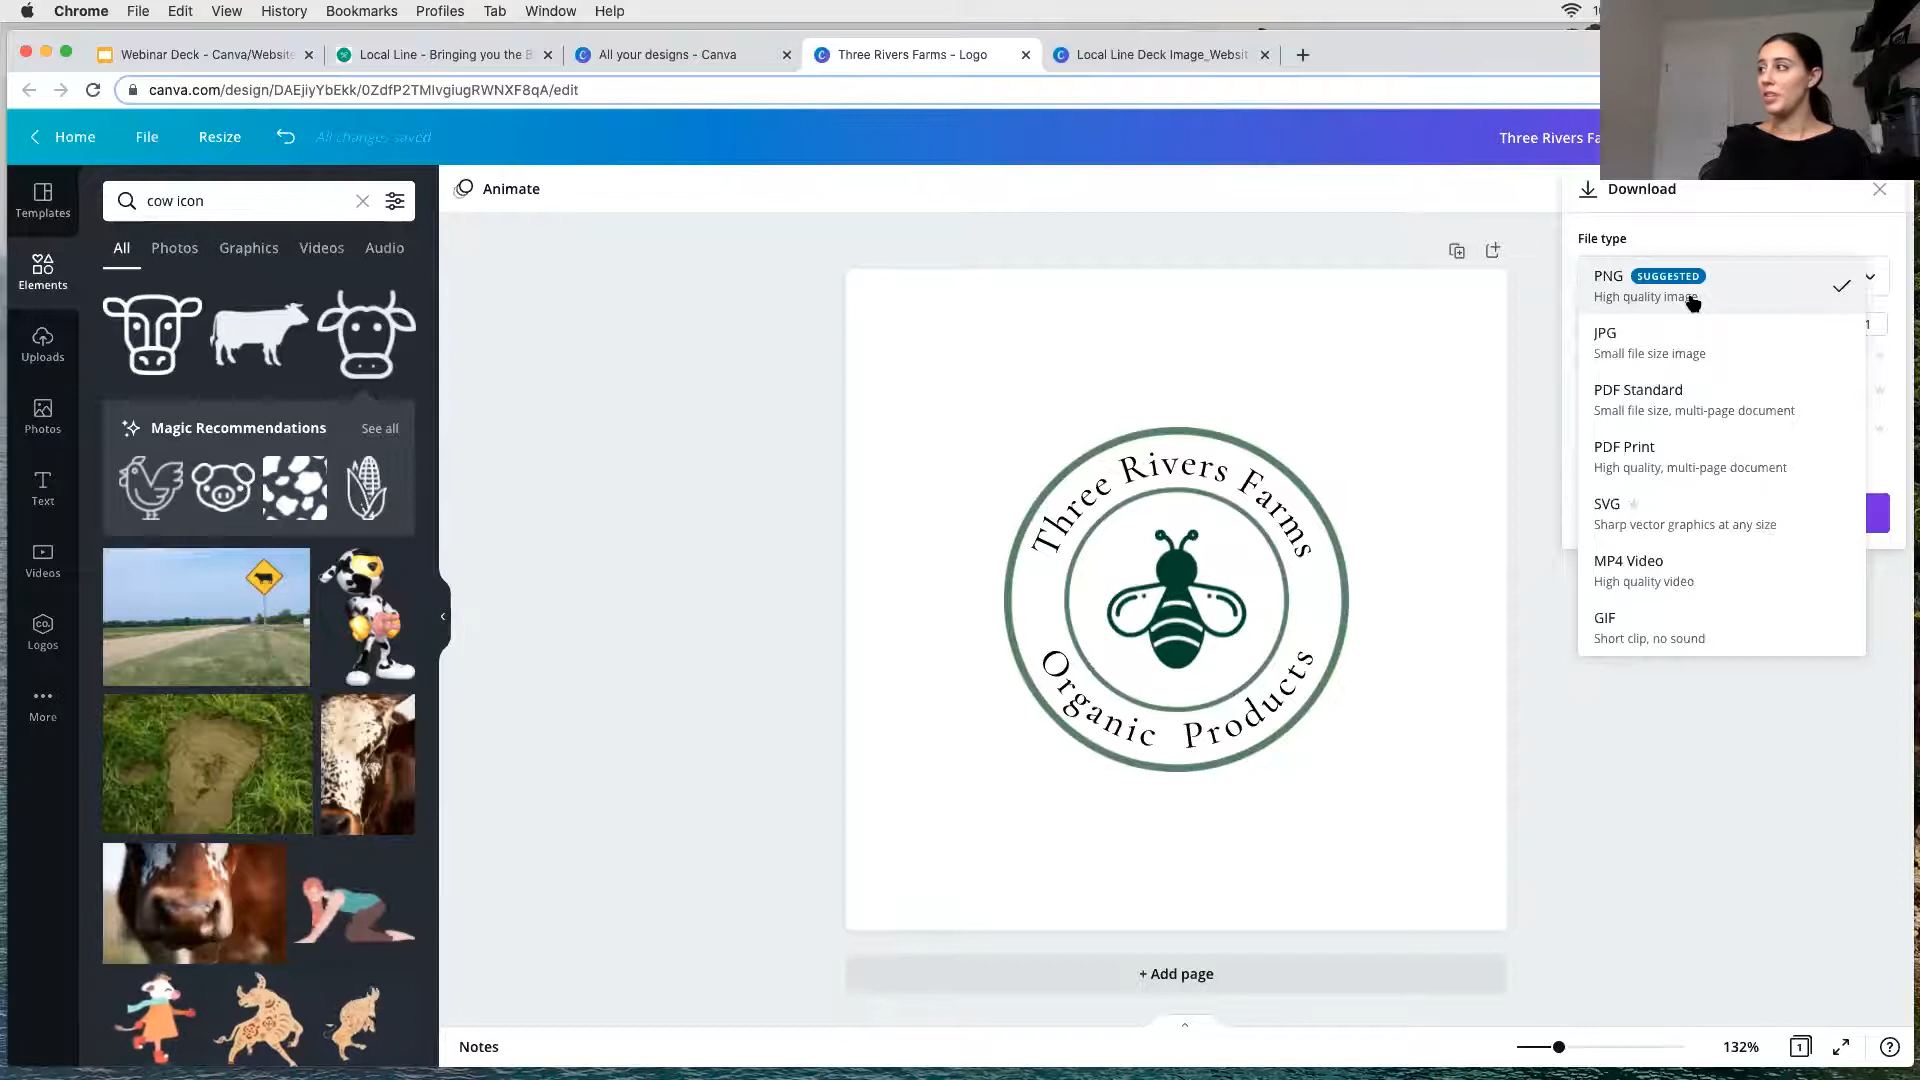 Chrome File Edit View History Bookmarks Profiles Tab Window Help
Webinar Deck - Canva/Website
Local Line - Bringing you the B
All your designs - Canva
Three Rivers Farms - Logo
Local Line Deck Image_Websit
canva.com/design/DAEjiyYbEkk/0ZdfP2TMlvgiugRWNXF8qA/edit
Home File Resize All changes saved
Three Rivers Fa
Templates
Elements
Uploads
Photos
Text
Videos
CO.
Logos
More
cow icon
All Photos Graphics Videos Audio
Magic Recommendations See all
Animate
Three Rivers Farms
Organic Products
+ Add page
Notes
132%
1
?
Download
File type
PNG SUGGESTED
High quality image
1
JPG
Small file size image
PDF Standard
Small file size, multi-page document
PDF Print
High quality, multi-page document
SVG
Sharp vector graphics at any size
MP4 Video
High quality video
GIF
Short clip, no sound